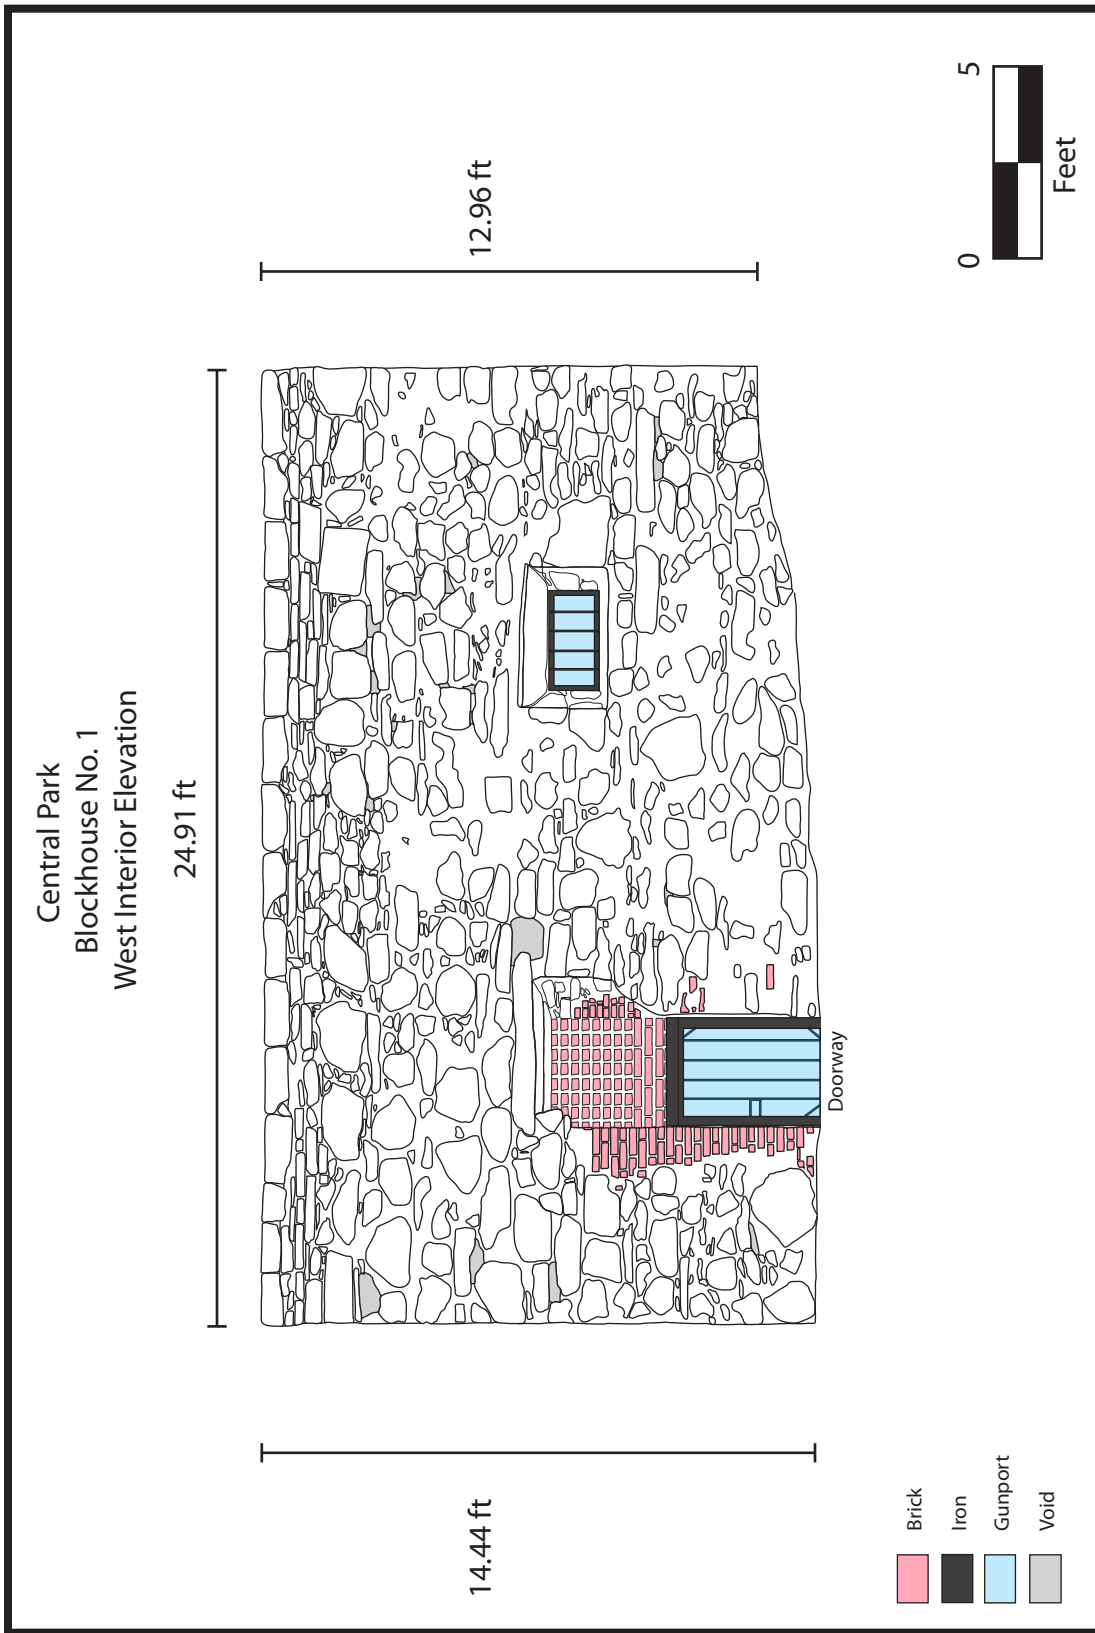 Central Park
Blockhouse No. 1
West Interior Elevation
24.91 ft
14.44 ft
12.96 ft
Doorway
Brick
Iron
Gunport
Void
0 5
Feet